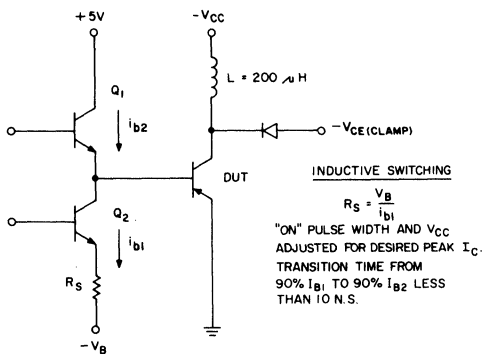 +5V
-VCC
Q1
ib2
L = 200 μH
-VCE(CLAMP)
DUT
Q2
ib1
RS
-VB
INDUCTIVE SWITCHING
RS = VB
ib1
"ON" PULSE WIDTH AND VCC
ADJUSTED FOR DESIRED PEAK IC.
TRANSITION TIME FROM
90% IB1 TO 90% IB2 LESS
THAN 10 N.S.